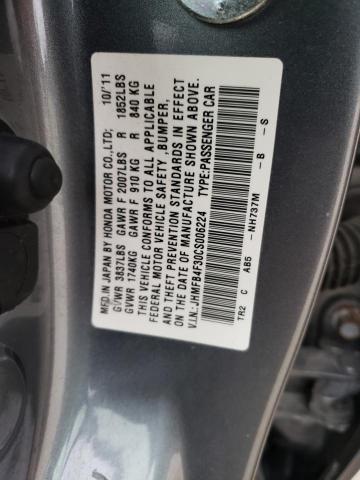 MFD.IN JAPAN BY HONDA MOTOR CO.,LTD; 10/'11
GVWR 3837LBS GAWR F 2007LBS R 1852LBS
GVWR 1740KG GAWR F 910 KG R 840 KG
THIS VEHICLE CONFORMS TO ALL APPLICABLE
FEDERAL MOTOR VEHICLE SAFETY ,BUMPER,
AND THEFT PREVENTION STANDARDS IN EFFECT
ON THE DATE OF MANUFACTURE SHOWN ABOVE.
V.I.N.:JHMFB4F30CS006224 TYPE:PASSENGER CAR
TR2 C AB5 -NH737M -B -S